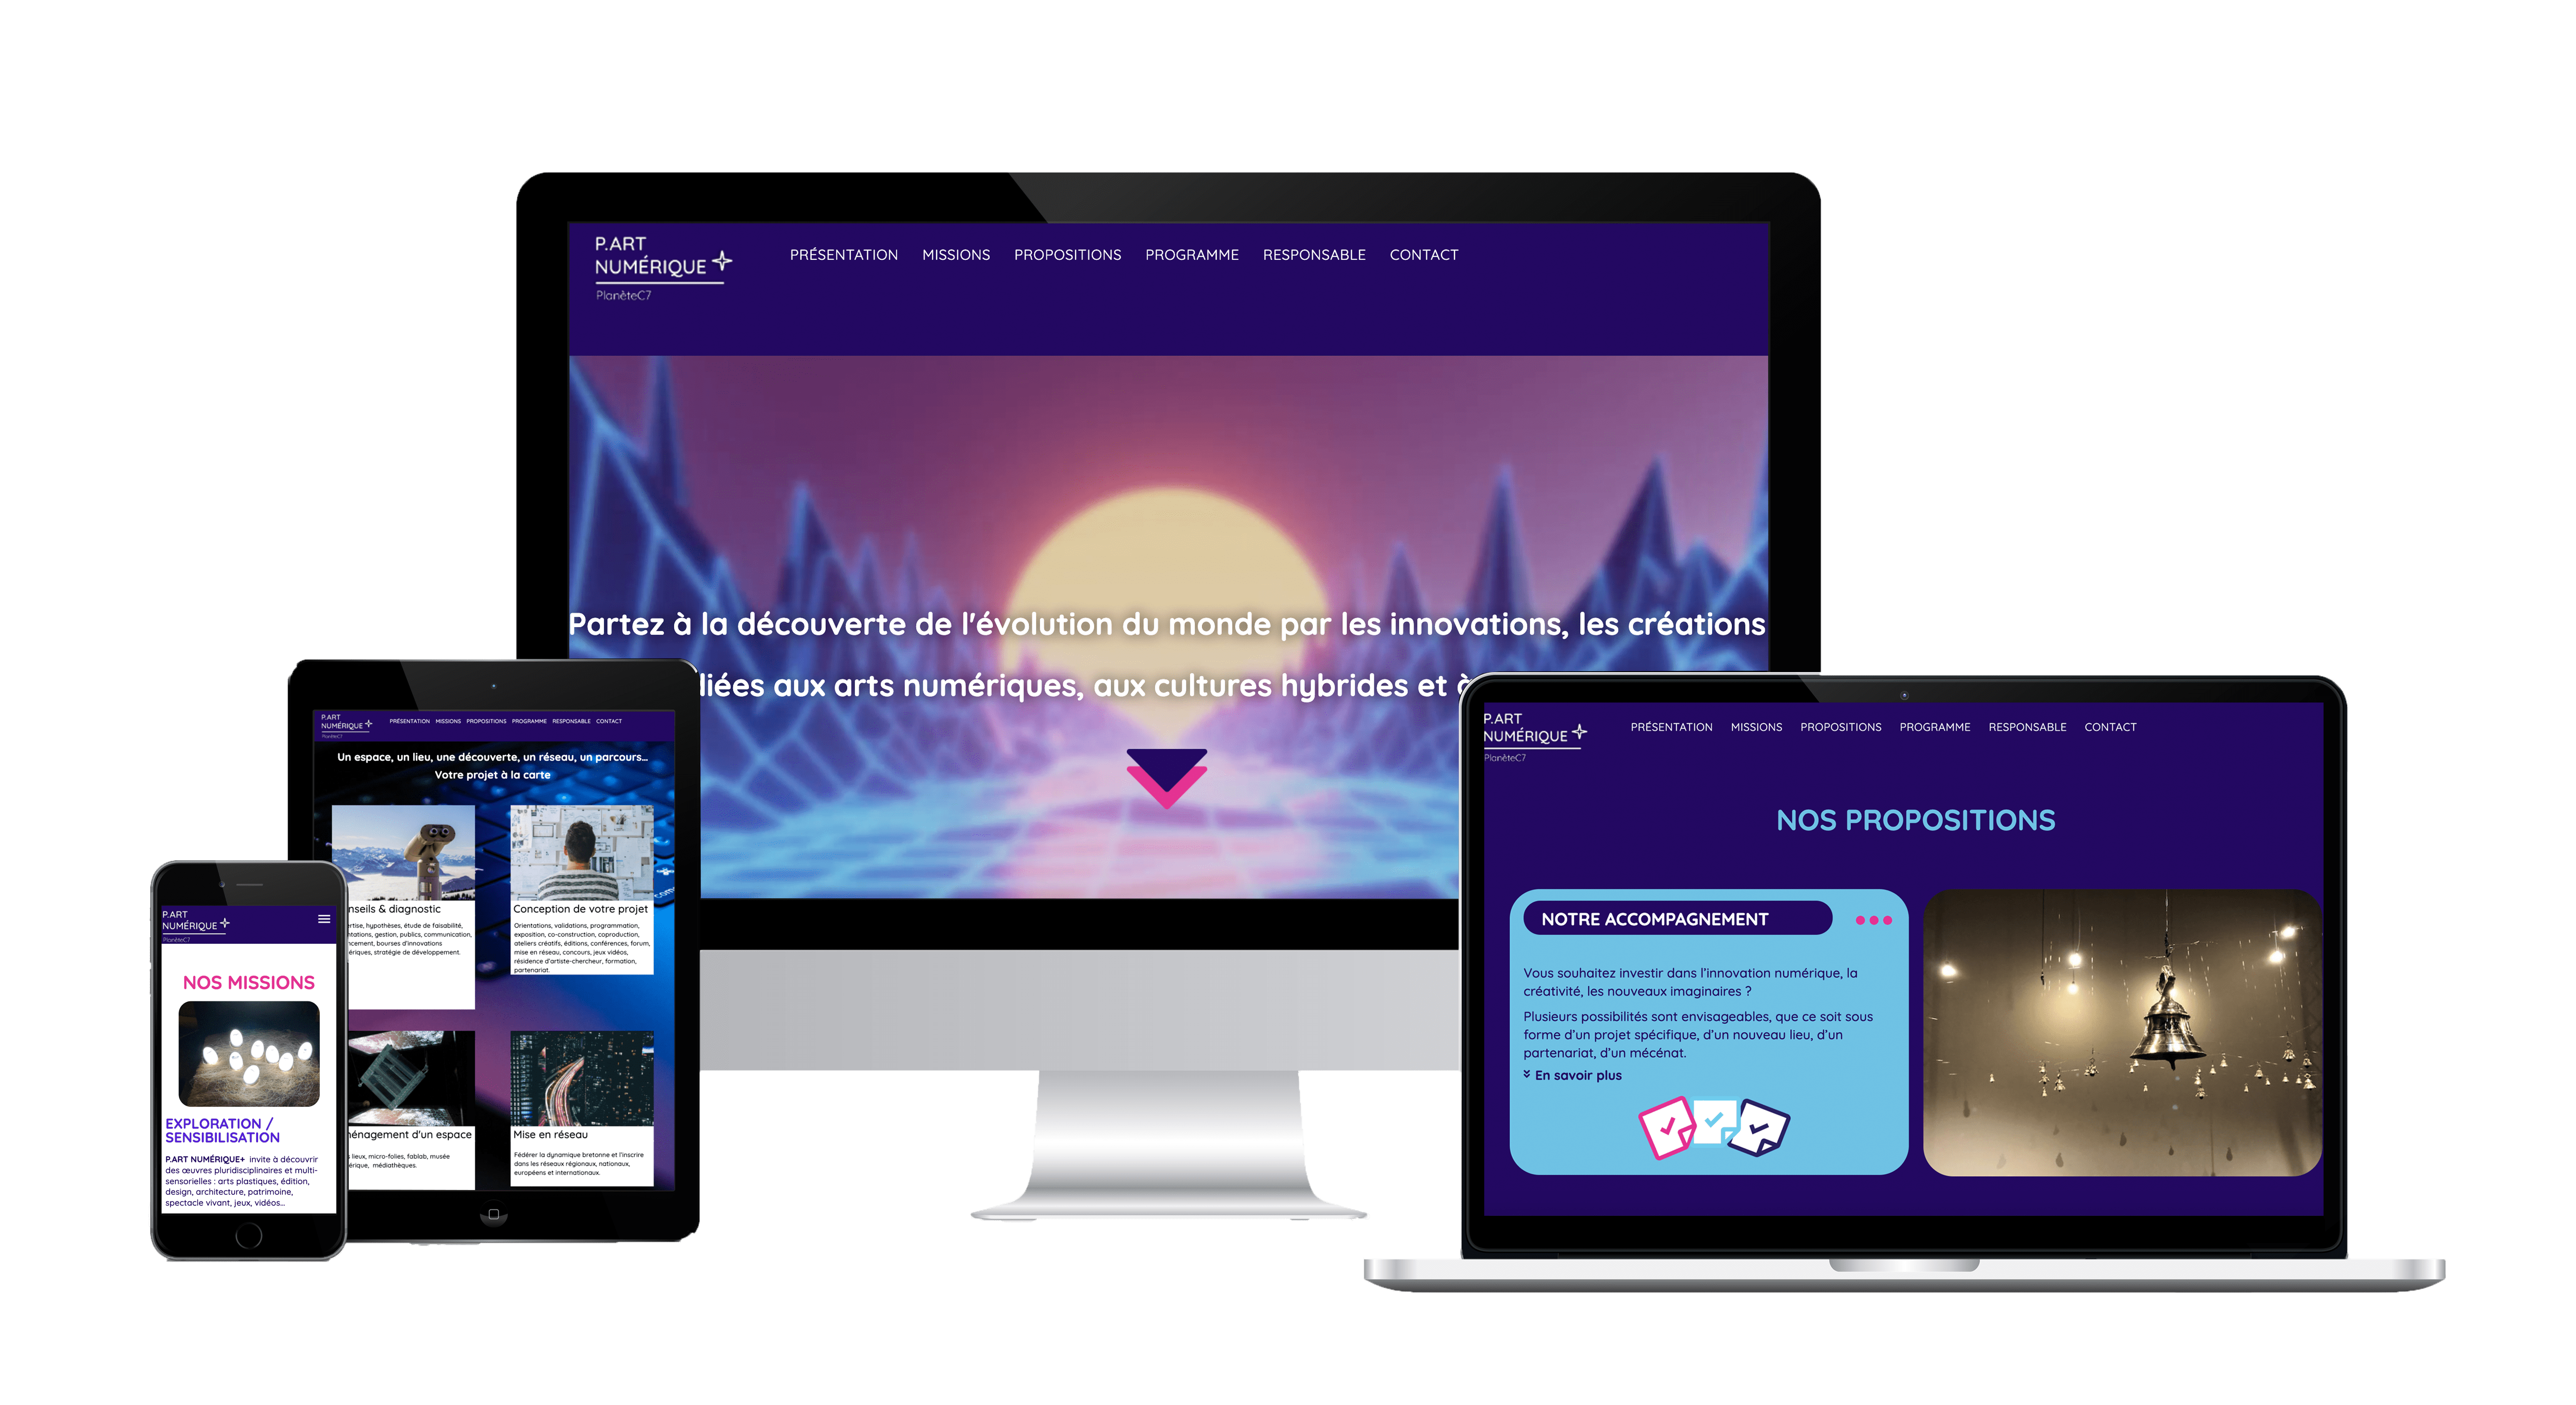 P.ART
NUMÉRIQUE
PlanèteC7
PRÉSENTATION MISSIONS PROPOSITIONS PROGRAMME RESPONSABLE CONTACT
Partez à la découverte de l'évolution du monde par les innovations, les créations
liées aux arts numériques, aux cultures hybrides et à
P.ART
NUMÉRIQUE
PlanèteC7
PRÉSENTATION MISSIONS PROPOSITIONS PROGRAMME RESPONSABLE CONTACT
Un espace, un lieu, une découverte, un réseau, un parcours...
Votre projet à la carte
nseils & diagnostic
rtise, hypothèses, étude de faisabilité,
ntations, gestion, publics, communication,
ncement, bourses d'innovations
ériques, stratégie de développement.
Conception de votre projet
Orientations, validations, programmation,
exposition, co-construction, coproduction,
ateliers créatifs, éditions, conférences, forum,
mise en réseau, concours, jeux vidéos,
résidence d'artiste-chercheur, formation,
partenariat.
énagement d'un espace
lieux, micro-folies, fablab, musée
érique, médiathèques.
Mise en réseau
Fédérer la dynamique bretonne et l'inscrire
dans les réseaux régionaux, nationaux,
européens et internationaux.
P.ART
NUMÉRIQUE
PlanèteC7
NOS MISSIONS
EXPLORATION /
SENSIBILISATION
P.ART NUMÉRIQUE+ invite à découvrir
des œuvres pluridisciplinaires et multi-
sensorielles : arts plastiques, édition,
design, architecture, patrimoine,
spectacle vivant, jeux, vidéos...
P.ART
NUMÉRIQUE
PlanèteC7
PRÉSENTATION MISSIONS PROPOSITIONS PROGRAMME RESPONSABLE CONTACT
NOS PROPOSITIONS
NOTRE ACCOMPAGNEMENT
Vous souhaitez investir dans l'innovation numérique, la
créativité, les nouveaux imaginaires ?
Plusieurs possibilités sont envisageables, que ce soit sous
forme d'un projet spécifique, d'un nouveau lieu, d'un
partenariat, d'un mécénat.
En savoir plus